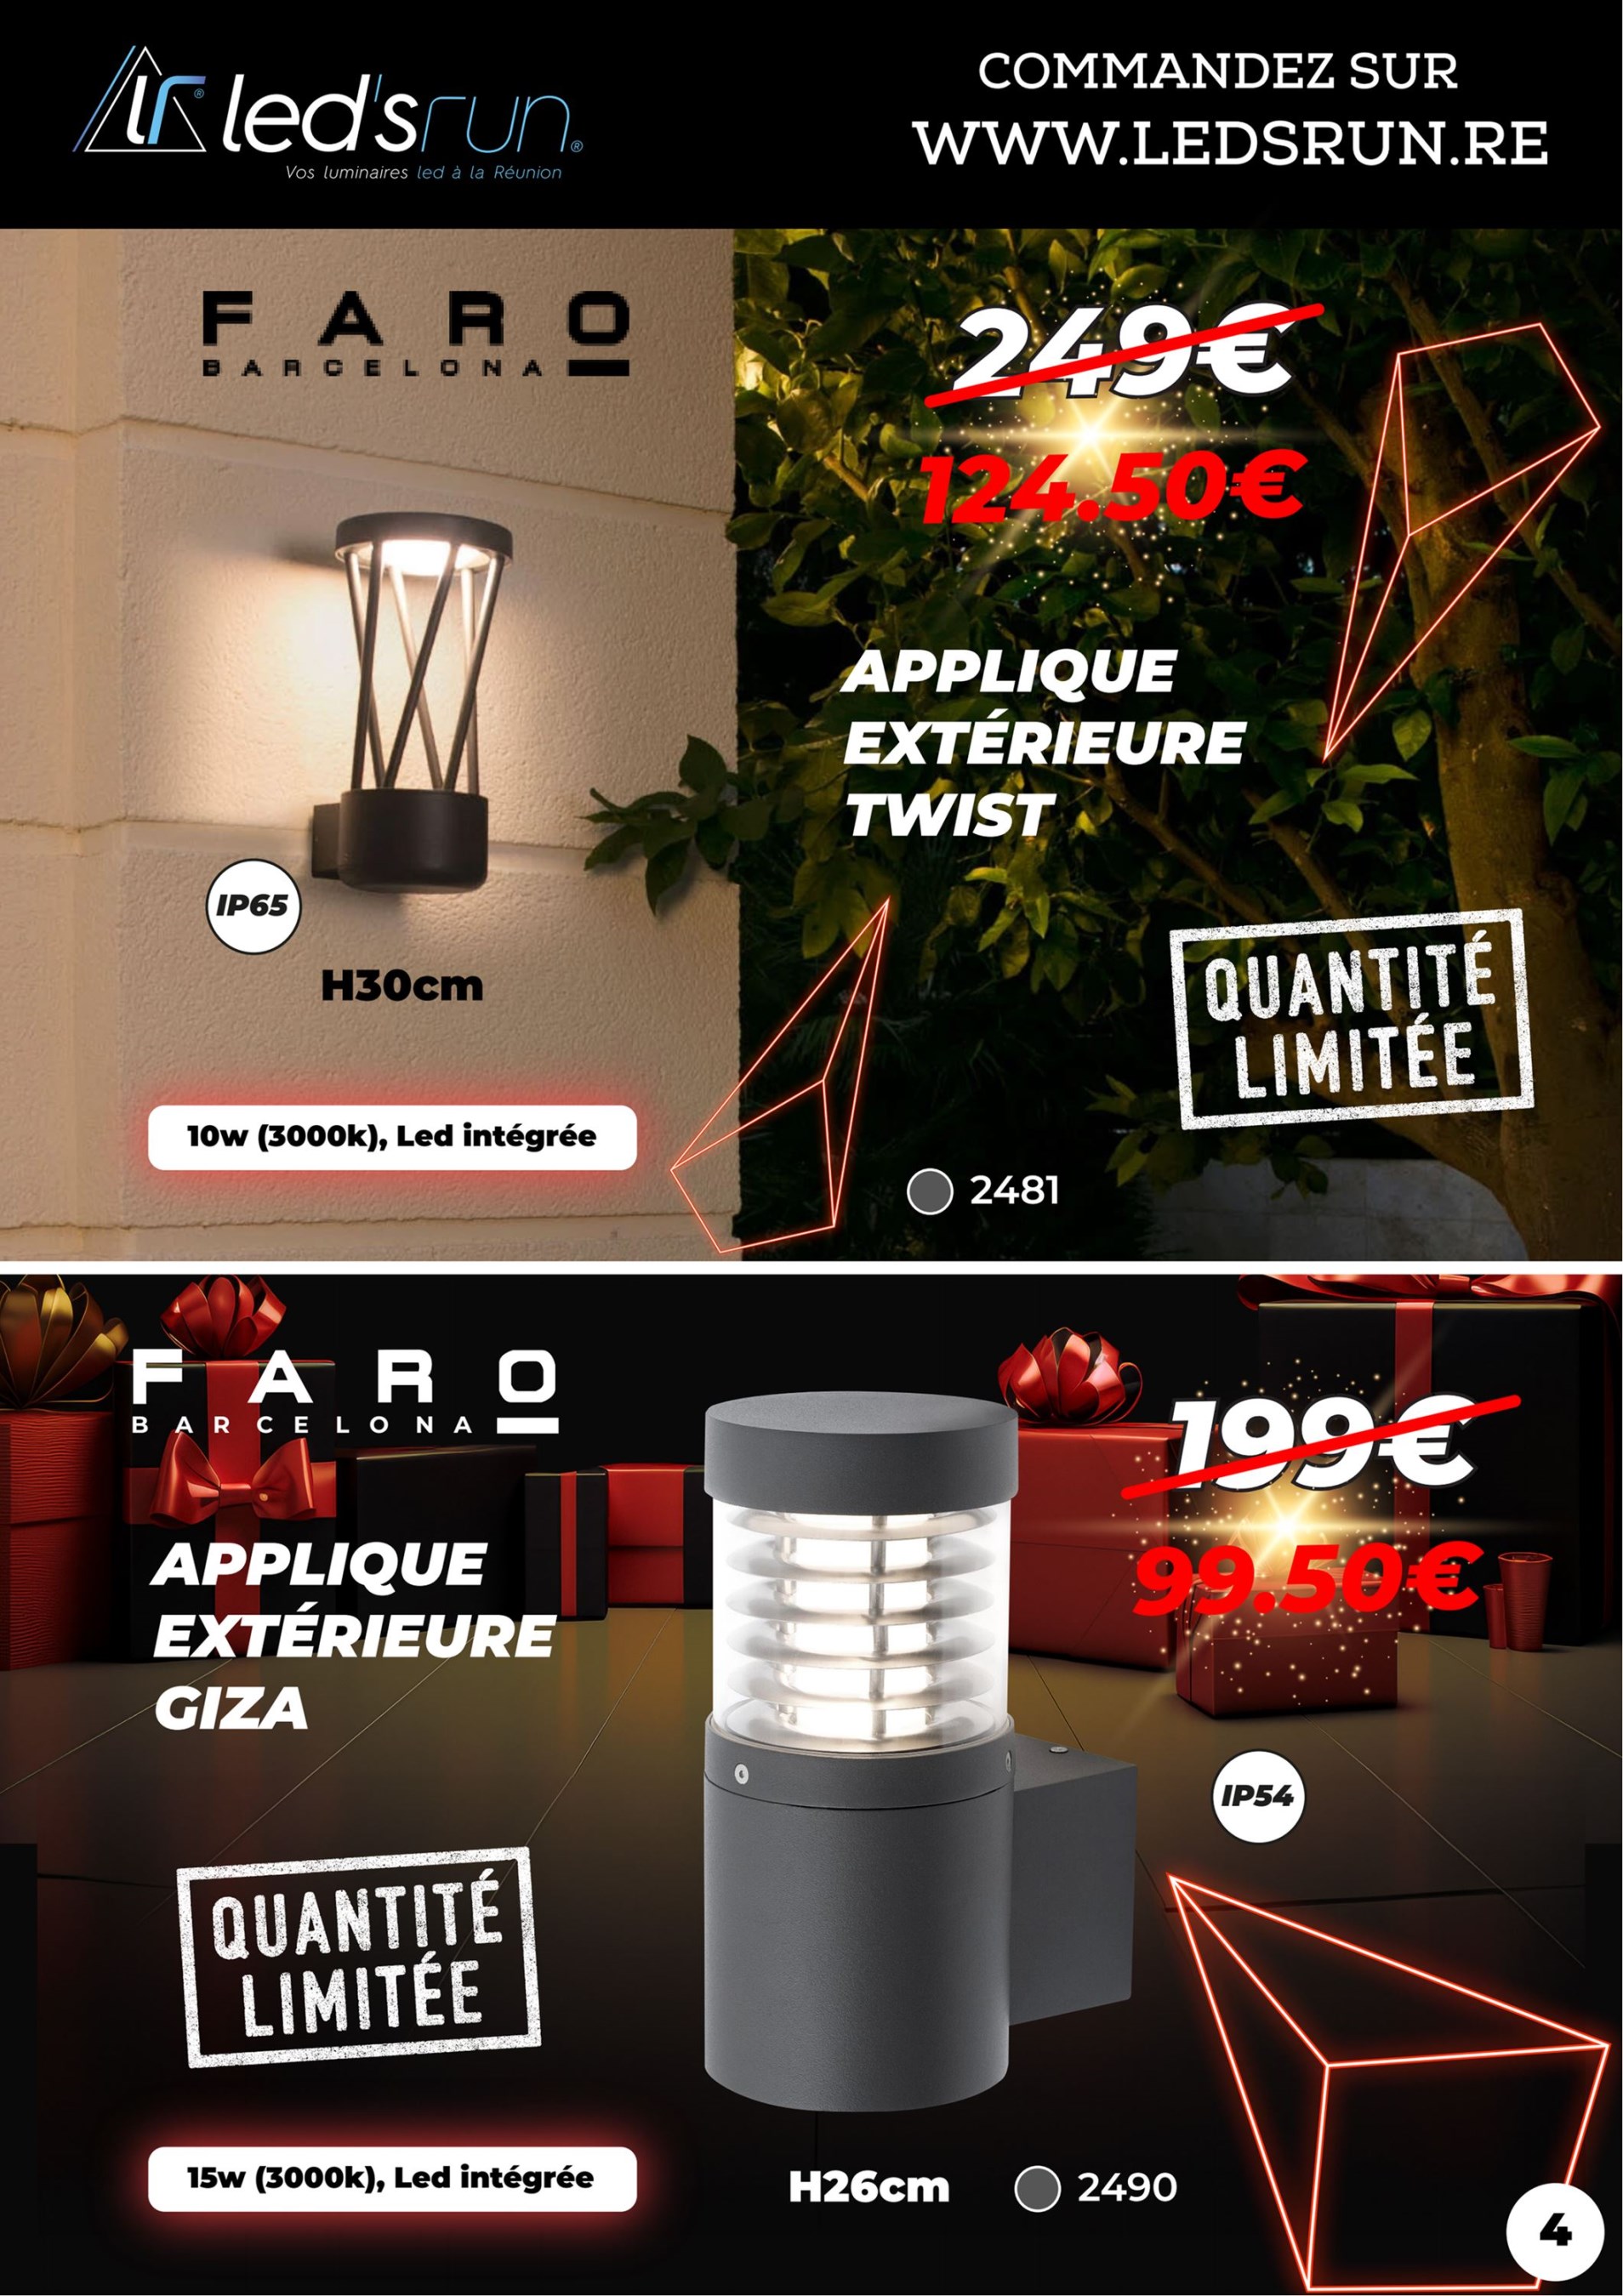 led'srun®
Vos luminaires led à la Réunion
COMMANDEZ SUR
WWW.LEDSRUN.RE
FARO
BARCELONA
249€
124.50€
APPLIQUE
EXTÉRIEURE
TWIST
IP65
H30cm
QUANTITÉ
LIMITÉE
10w (3000k), Led intégrée
2481
FARO
BARCELONA
199€
99.50€
APPLIQUE
EXTÉRIEURE
GIZA
IP54
QUANTITÉ
LIMITÉE
15w (3000k), Led intégrée
H26cm
2490
4